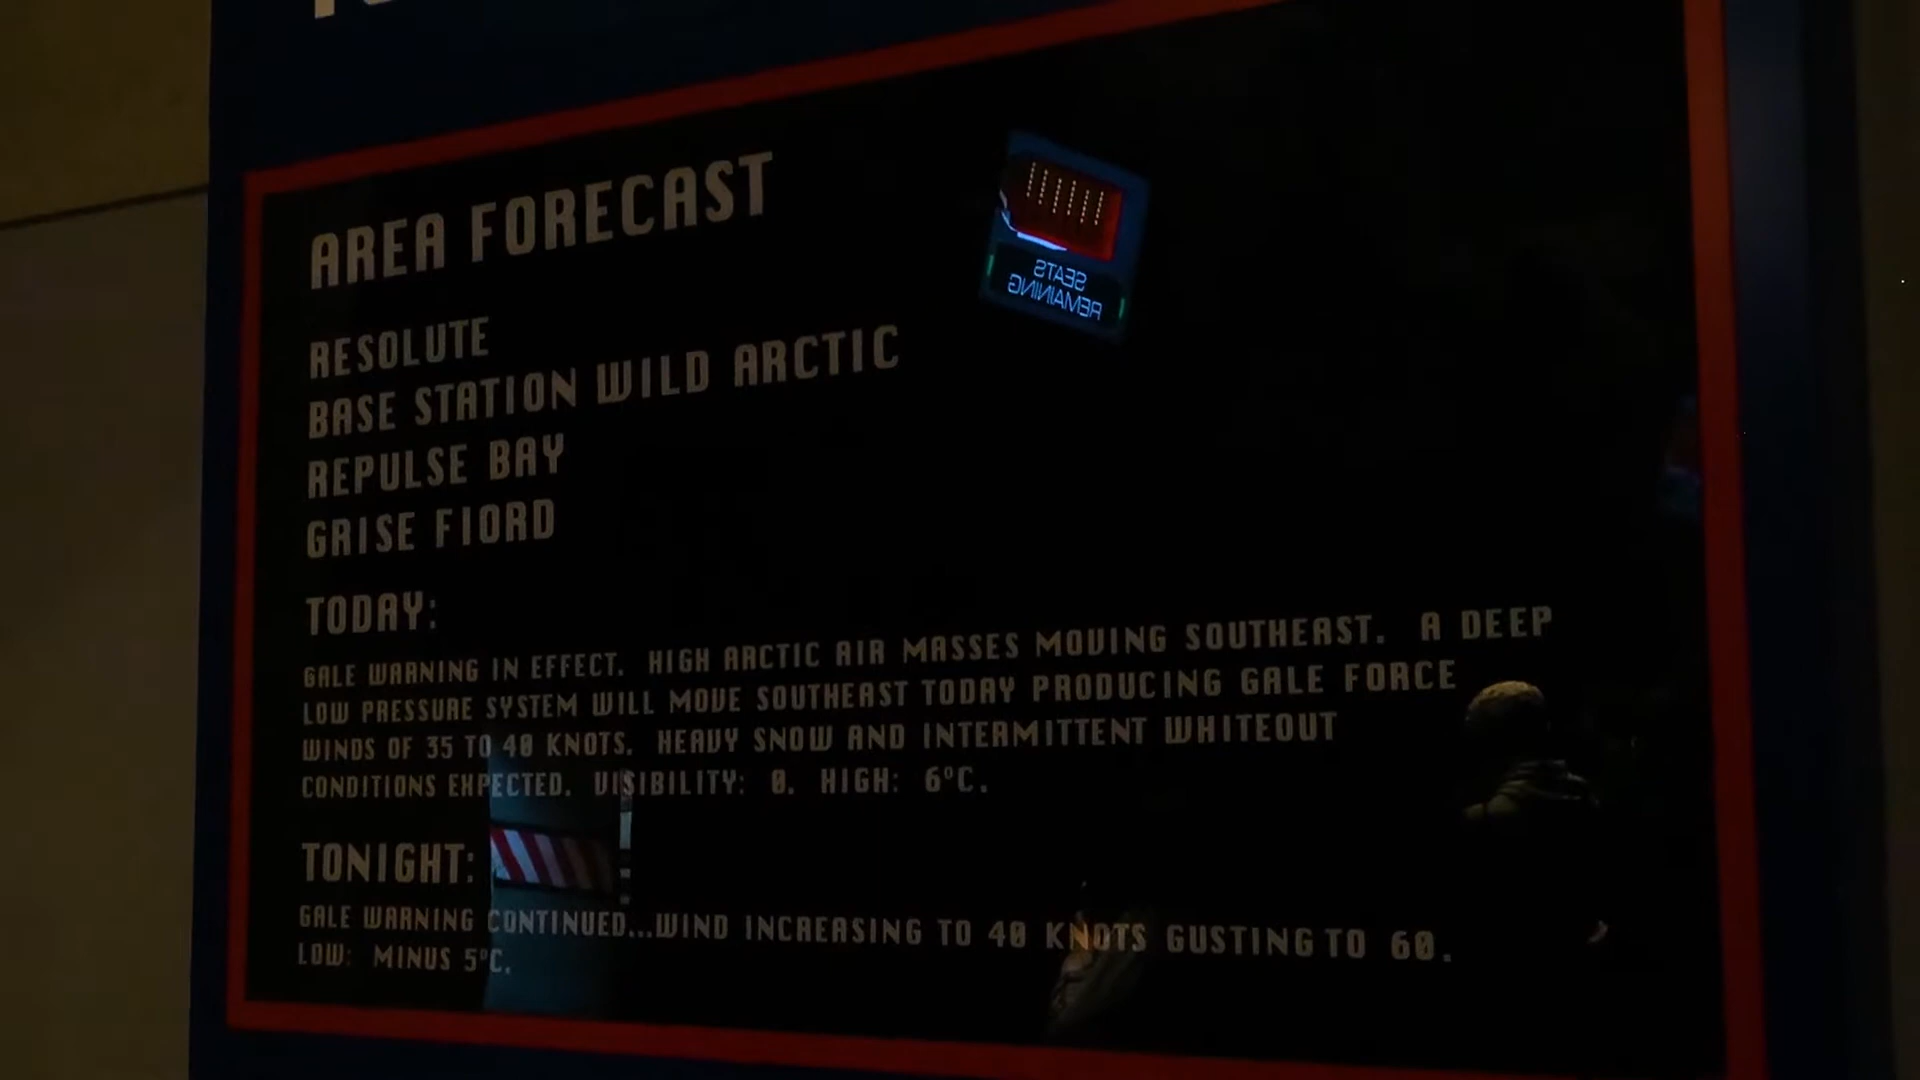 AREA FORECAST
RESOLUTE
BASE STATION WILD ARCTIC
REPULSE BAY
GRISE FIORD
TODAY:
GALE WARNING IN EFFECT. HIGH ARCTIC AIR MASSES MOVING SOUTHEAST. A DEEP
LOW PRESSURE SYSTEM WILL MOVE SOUTHEAST TODAY PRODUCING GALE FORCE
WINDS OF 35 TO 40 KNOTS. HEAVY SNOW AND INTERMITTENT WHITEOUT
CONDITIONS EXPECTED. VISIBILITY: 0. HIGH: 6°C.
TONIGHT:
GALE WARNING CONTINUED...WIND INCREASING TO 40 KNOTS GUSTING TO 60.
LOW: MINUS 5°C.
SEATS
REMAINING